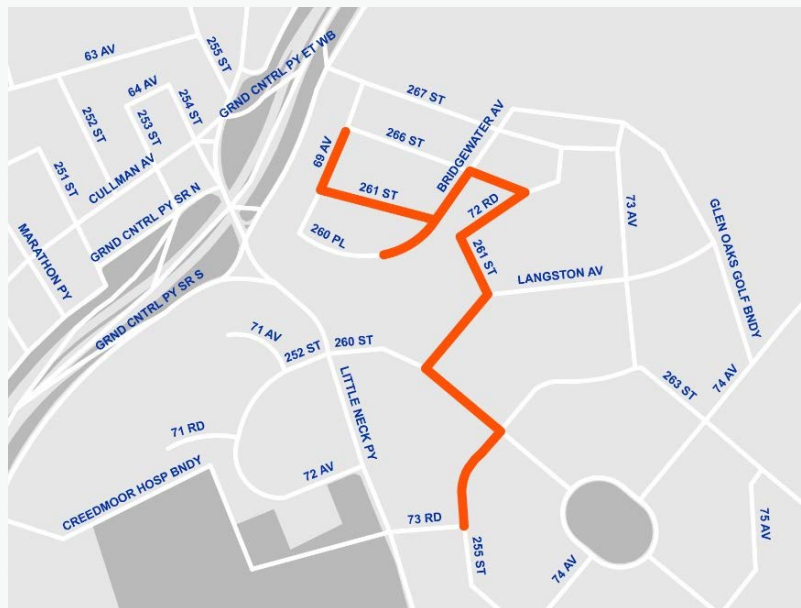 63 AV
255 ST
GRND CNTRL PY ET WB
64 AV
252 ST
253 ST
254 ST
267 ST
BRIDGEWATER AV
266 ST
69 AV
251 ST
CULLMAN AV
261 ST
72 RD
73 AV
GLEN OAKS GOLF BNDY
MARATHON PY
GRND CNTRL PY SR N
260 PL
261 ST
LANGSTON AV
GRND CNTRL PY SR S
71 AV
252 ST
260 ST
LITTLE NECK PY
263 ST
74 AV
71 RD
72 AV
CREEDMOOR HOSP BNDY
73 RD
255 ST
74 AV
75 AV